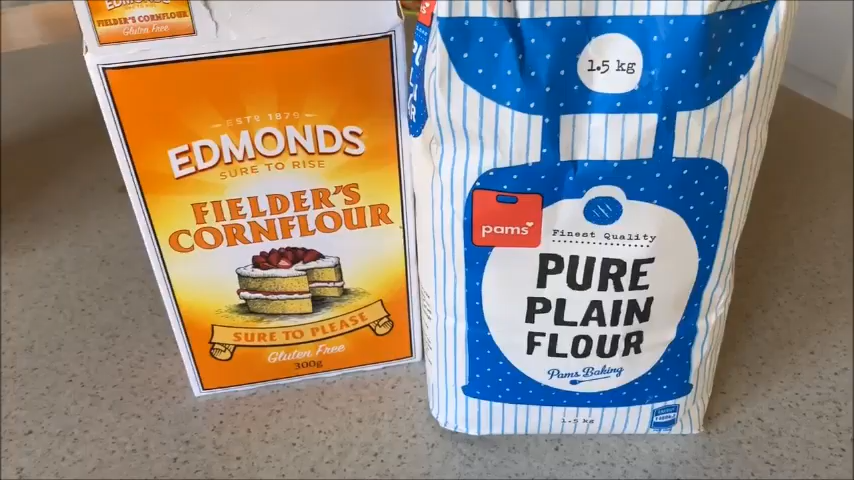 EDMONDS
FIELDER'S CORNFLOUR
Gluten Free
ESTD 1879
EDMONDS
SURE TO RISE
FIELDER'S
CORNFLOUR
SURE TO PLEASE
Gluten Free
300g
1.5 kg
pams
Finest Quality
PURE
PLAIN
FLOUR
Pams Baking
1.5 kg